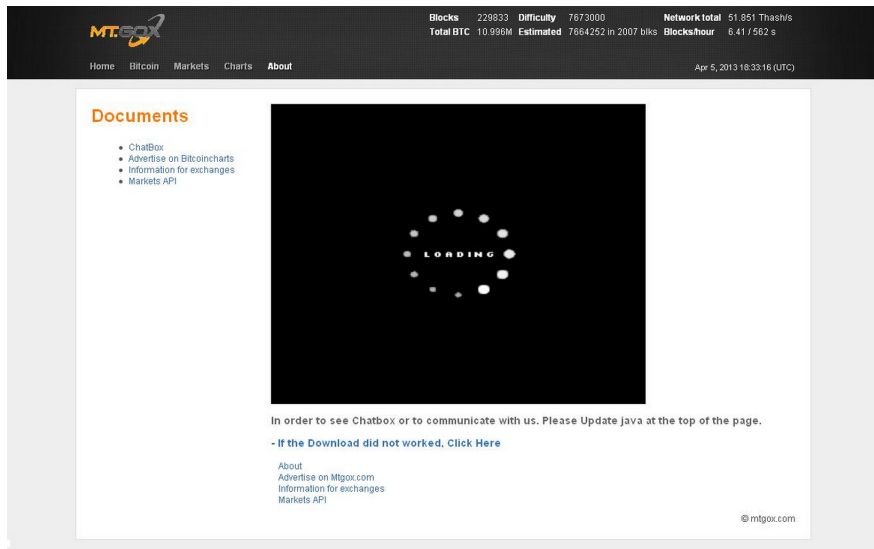 MT.GOX
Blocks 229833 Difficulty 7673000 Network total 51.851 Thash/s
Total BTC 10.996M Estimated 7664252 in 2007 blks Blocks/hour 6.41 / 562 s
Home Bitcoin Markets Charts About
Apr 5, 2013 18:33:16 (UTC)
Documents
ChatBox
Advertise on Bitcoincharts
Information for exchanges
Markets API
LOADING
In order to see Chatbox or to communicate with us. Please Update java at the top of the page.
- If the Download did not worked, Click Here
About
Advertise on Mtgox.com
Information for exchanges
Markets API
© mtgox.com